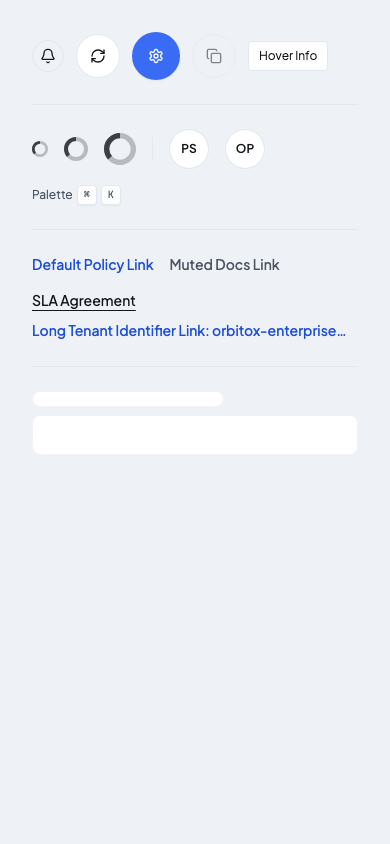 Hover Info
PS OP
Palette ⌘ K
Default Policy Link Muted Docs Link
SLA Agreement
Long Tenant Identifier Link: orbitox-enterprise…